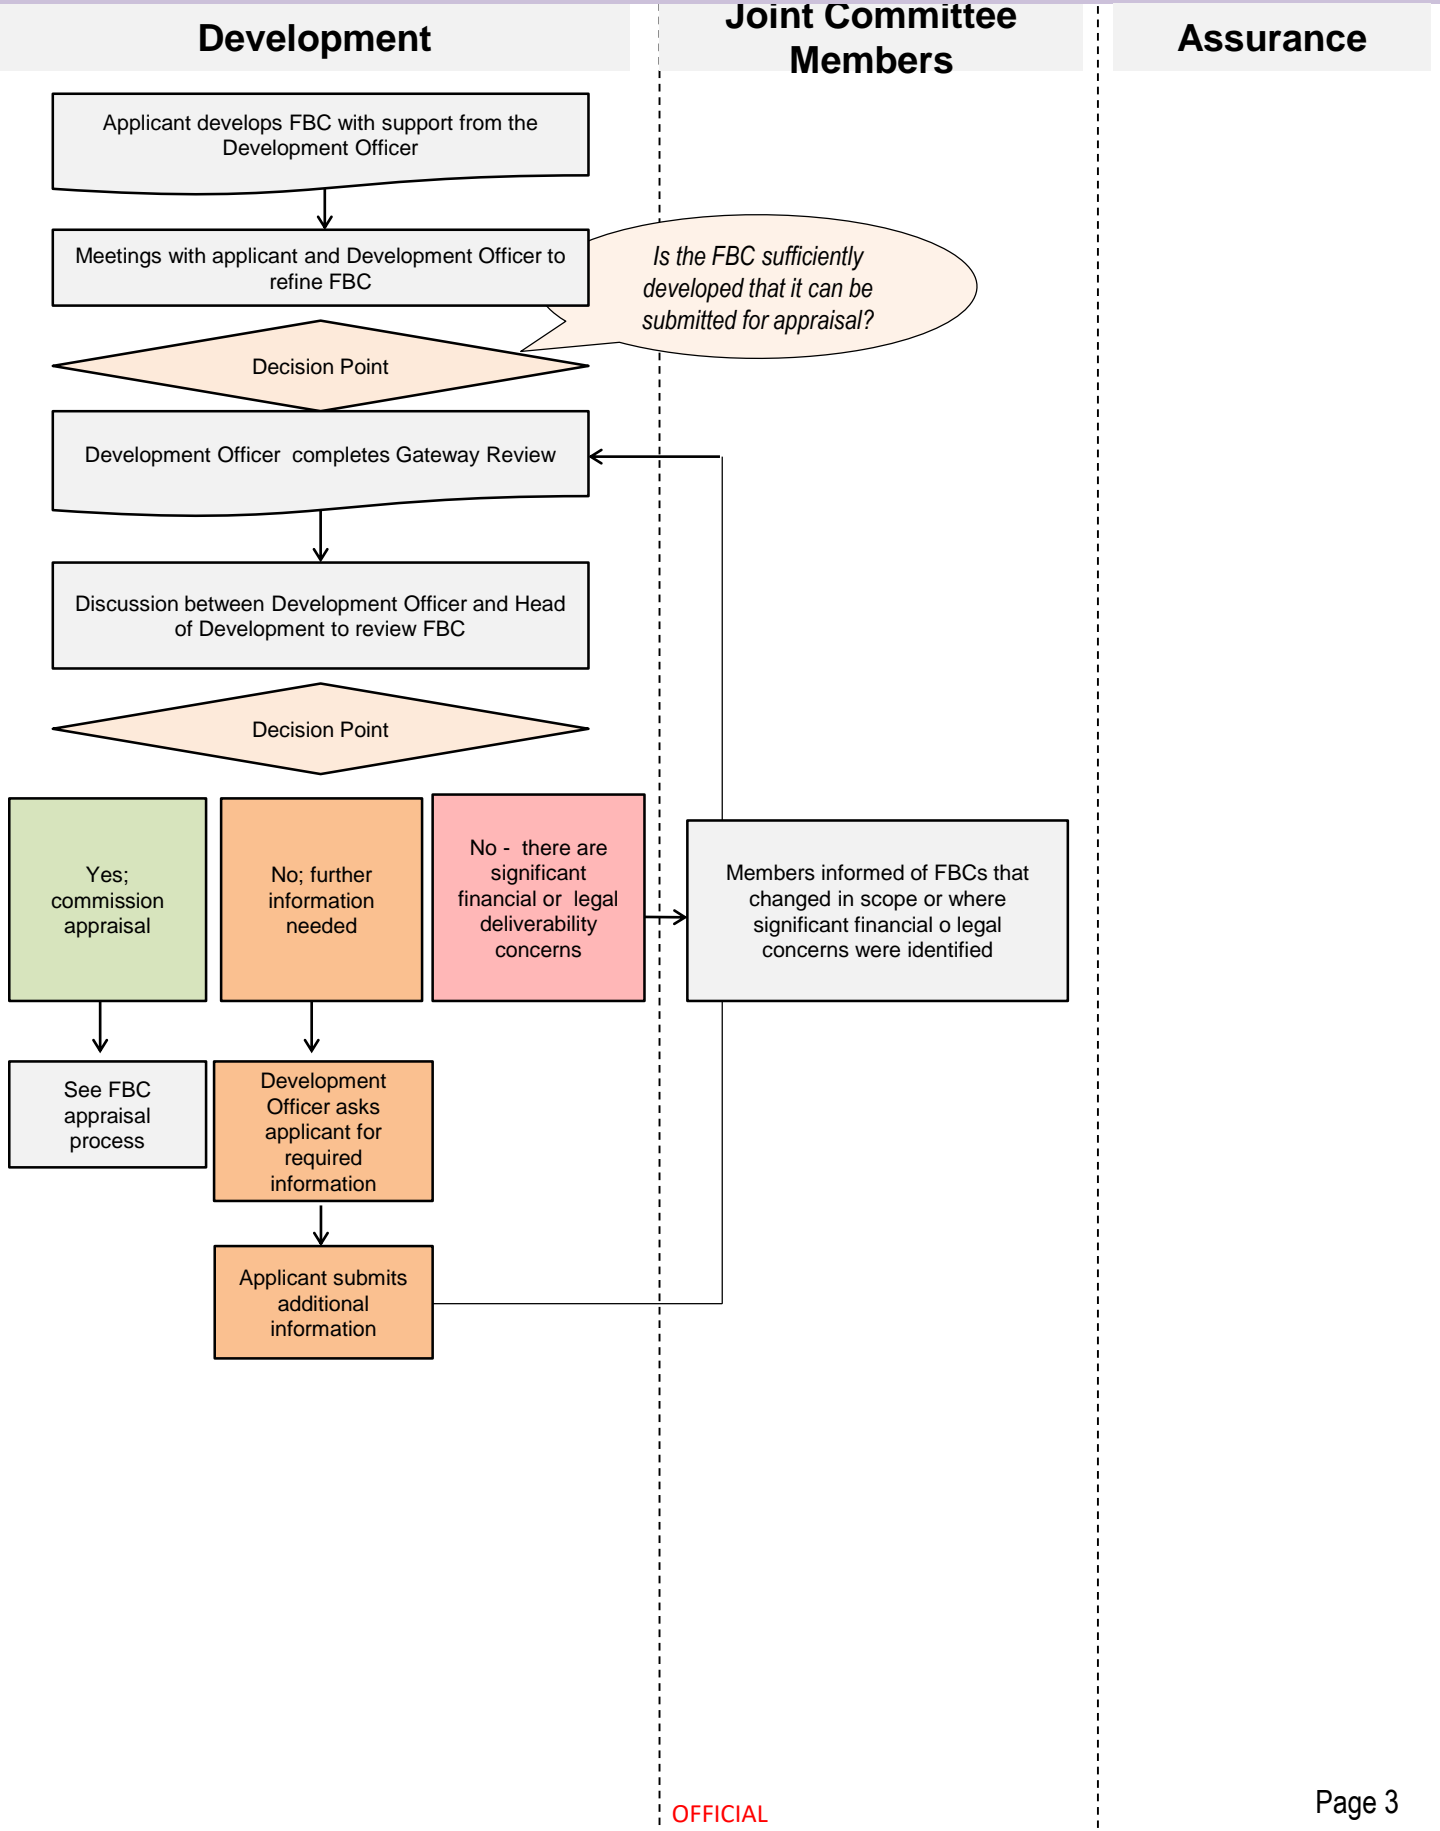 Development
Joint Committee
Members
Assurance
Applicant develops FBC with support from the
Development Officer
Meetings with applicant and Development Officer to
refine FBC
Is the FBC sufficiently
developed that it can be
submitted for appraisal?
Decision Point
Development Officer  completes Gateway Review
Discussion between Development Officer and Head
of Development to review FBC
Decision Point
Yes;
commission
appraisal
No; further
information
needed
No -  there are
significant
financial or  legal
deliverability
concerns
Members informed of FBCs that
changed in scope or where
significant financial o legal
concerns were identified
See FBC
appraisal
process
Development
Officer asks
applicant for
required
information
Applicant submits
additional
information
OFFICIAL
Page 3